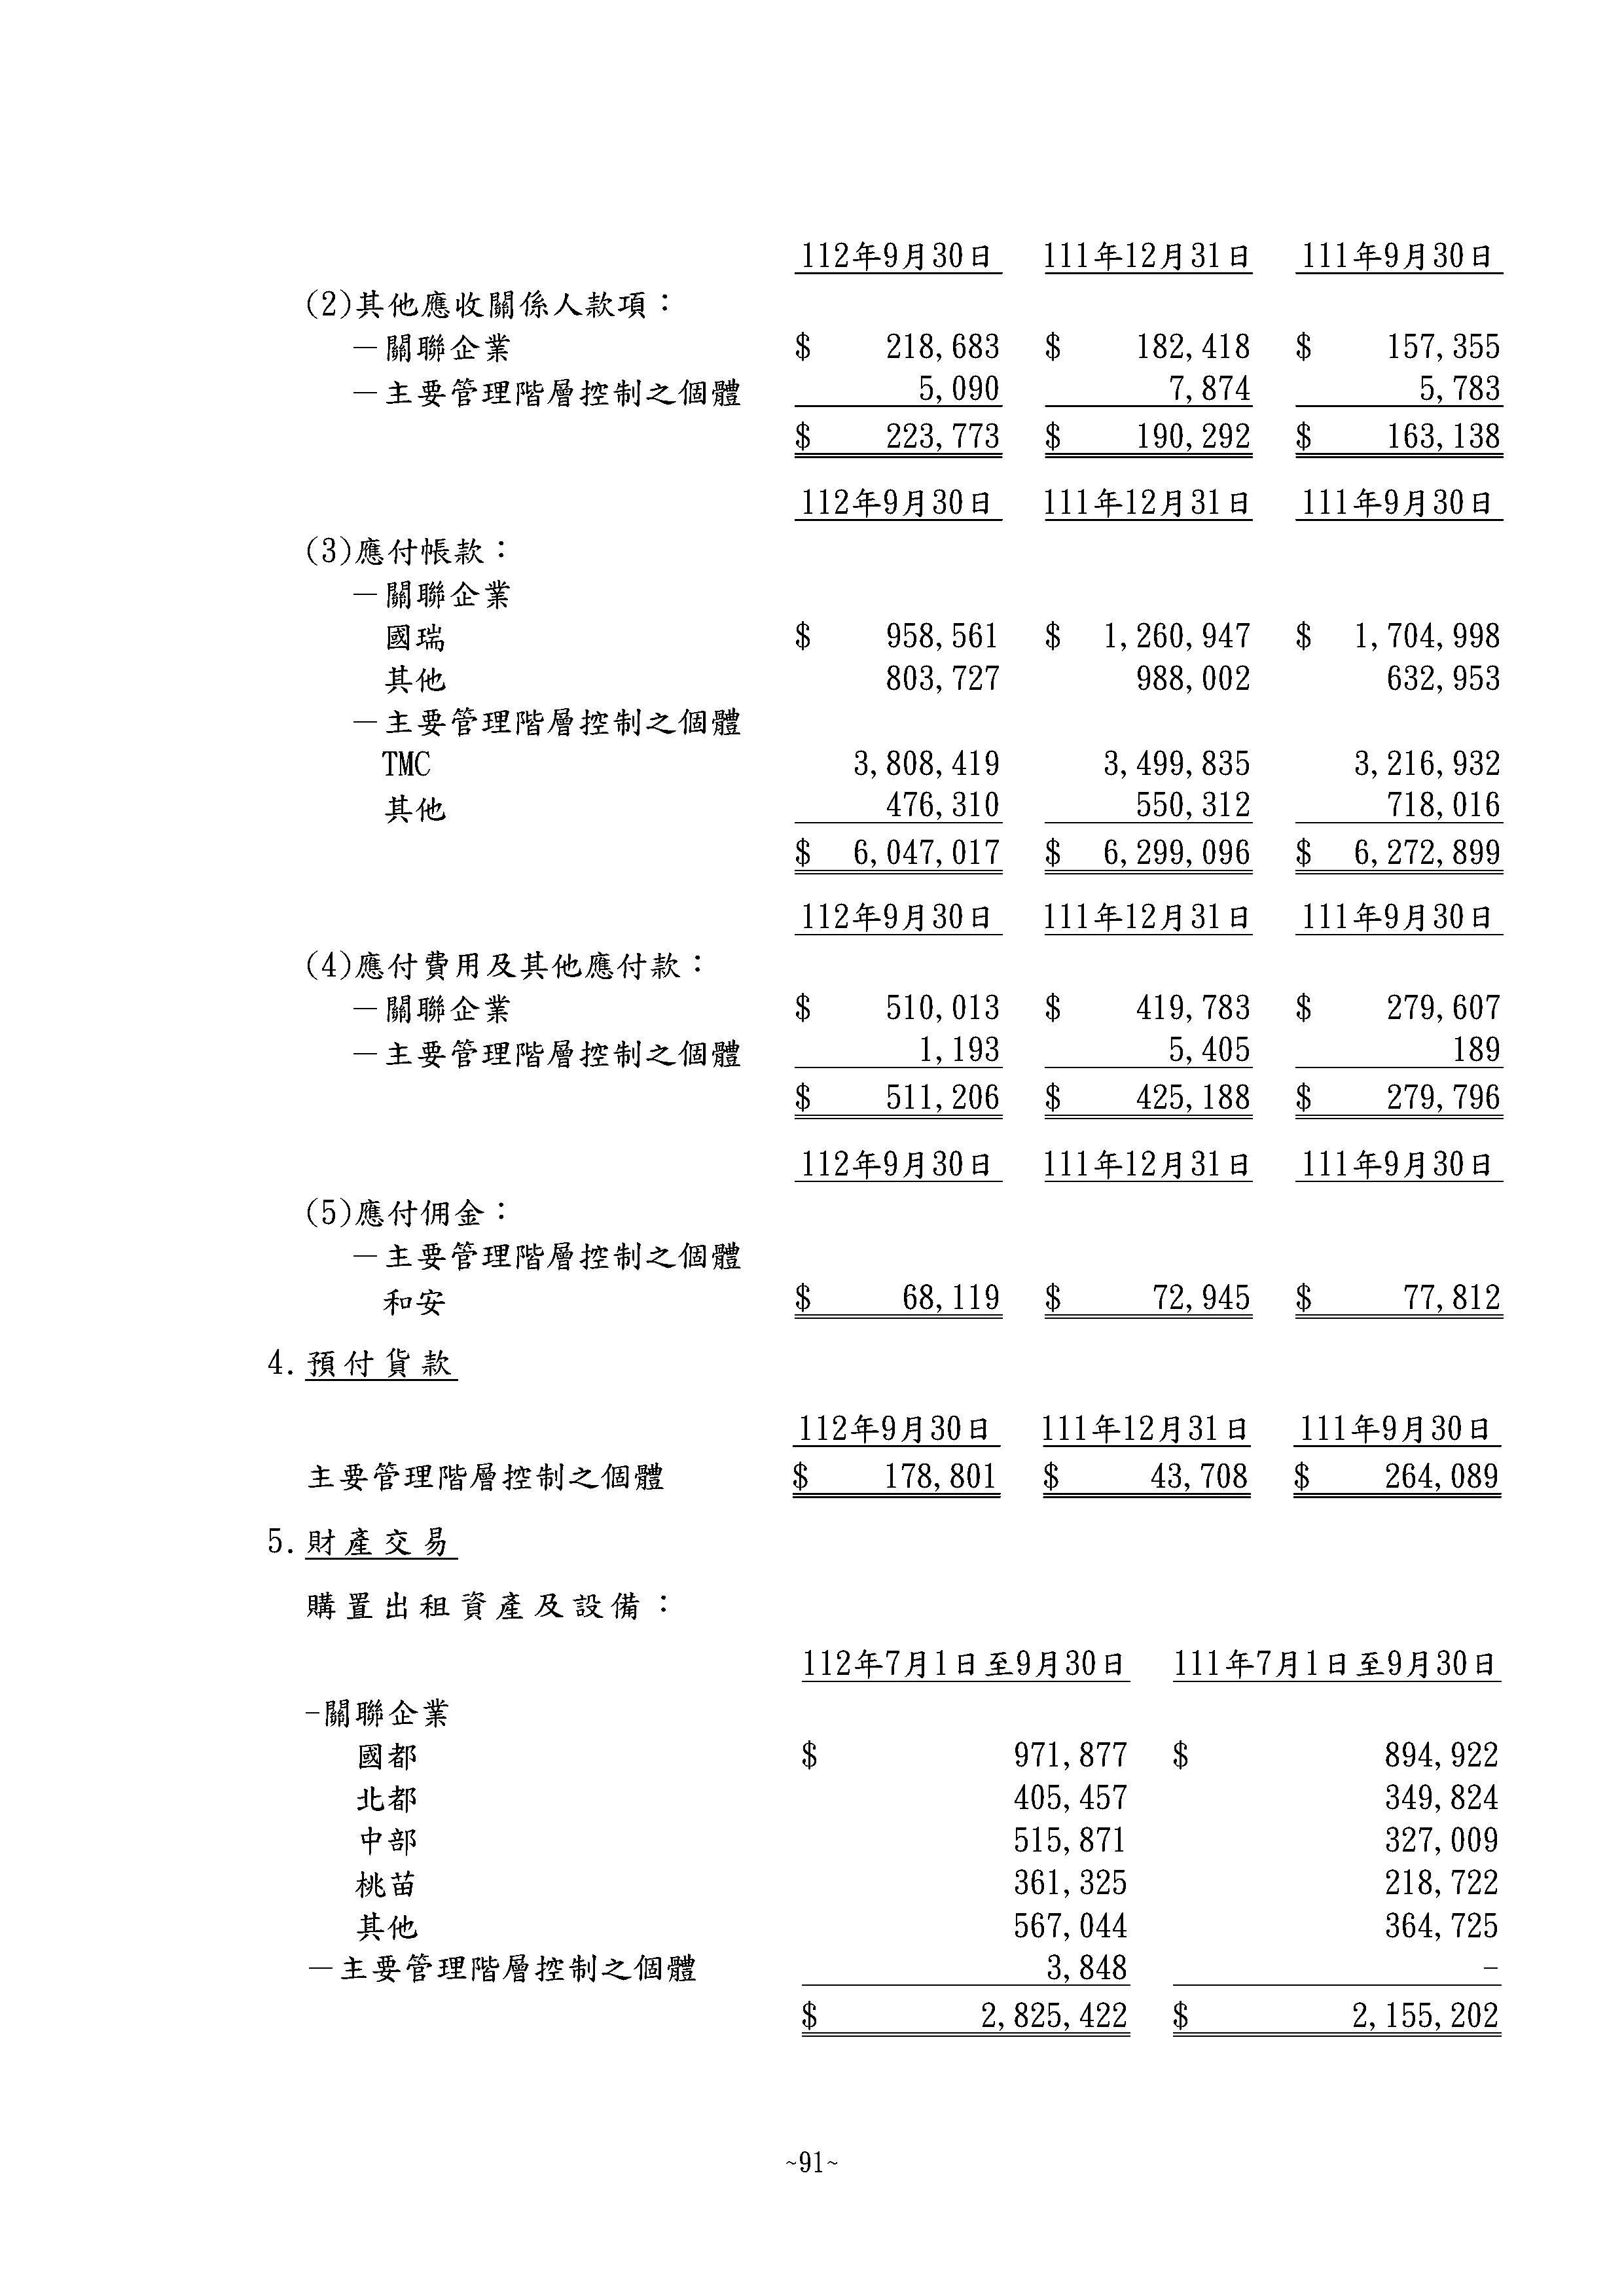 112年9月30日 111年12月31日 111年9月30日
(2)其他應收關係人款項：
－關聯企業 $ 218,683 $ 182,418 $ 157,355
－主要管理階層控制之個體 5,090 7,874 5,783
$ 223,773 $ 190,292 $ 163,138
112年9月30日 111年12月31日 111年9月30日
(3)應付帳款：
－關聯企業
國瑞 $ 958,561 $ 1,260,947 $ 1,704,998
其他 803,727 988,002 632,953
－主要管理階層控制之個體
TMC 3,808,419 3,499,835 3,216,932
其他 476,310 550,312 718,016
$ 6,047,017 $ 6,299,096 $ 6,272,899
112年9月30日 111年12月31日 111年9月30日
(4)應付費用及其他應付款：
－關聯企業 $ 510,013 $ 419,783 $ 279,607
－主要管理階層控制之個體 1,193 5,405 189
$ 511,206 $ 425,188 $ 279,796
112年9月30日 111年12月31日 111年9月30日
(5)應付佣金：
－主要管理階層控制之個體
和安 $ 68,119 $ 72,945 $ 77,812
4.預付貨款
112年9月30日 111年12月31日 111年9月30日
主要管理階層控制之個體 $ 178,801 $ 43,708 $ 264,089
5.財產交易
購置出租資產及設備：
112年7月1日至9月30日 111年7月1日至9月30日
-關聯企業
國都 $ 971,877 $ 894,922
北都 405,457 349,824
中部 515,871 327,009
桃苗 361,325 218,722
其他 567,044 364,725
－主要管理階層控制之個體 3,848 -
$ 2,825,422 $ 2,155,202
~91~